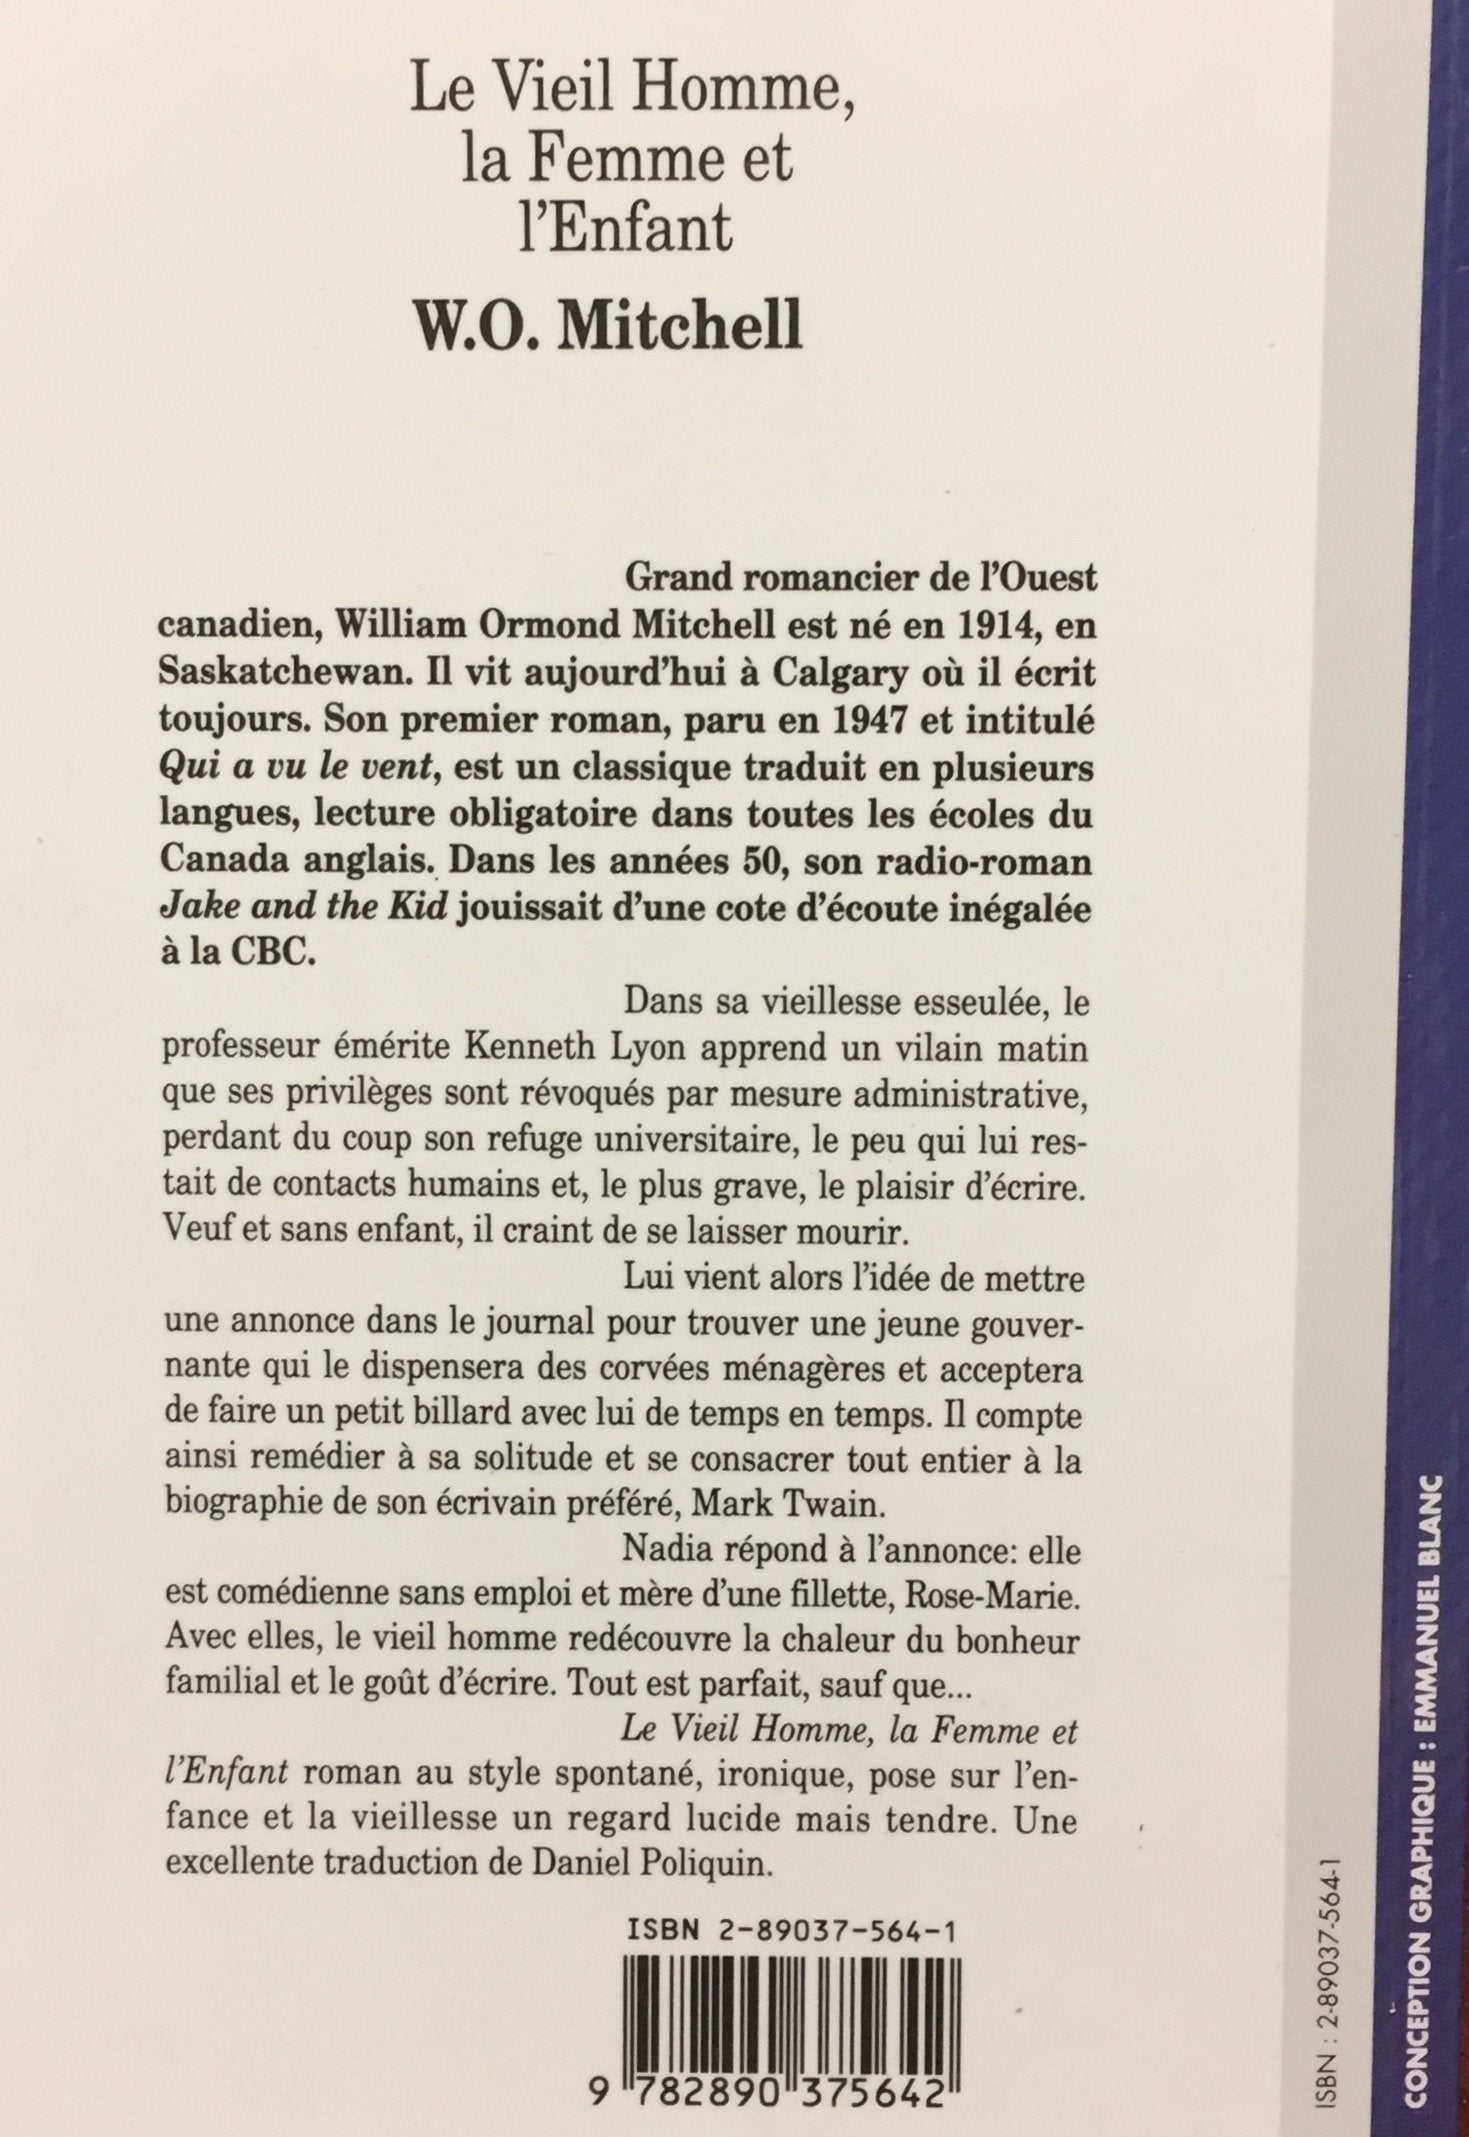 Le Vieil Homme,
la Femme et
l'Enfant
W.O. Mitchell
Grand romancier de l'Ouest
canadien, William Ormond Mitchell est né en 1914, en
Saskatchewan. Il vit aujourd'hui à Calgary où il écrit
toujours. Son premier roman, paru en 1947 et intitulé
Qui a vu le vent, est un classique traduit en plusieurs
langues, lecture obligatoire dans toutes les écoles du
Canada anglais. Dans les années 50, son radio-roman
Jake and the Kid jouissait d'une cote d'écoute inégalée
à la CBC.
Dans sa vieillesse esseulée, le
professeur émérite Kenneth Lyon apprend un vilain matin
que ses privilèges sont révoqués par mesure administrative,
perdant du coup son refuge universitaire, le peu qui lui res-
tait de contacts humains et, le plus grave, le plaisir d'écrire.
Veuf et sans enfant, il craint de se laisser mourir.
Lui vient alors l'idée de mettre
une annonce dans le journal pour trouver une jeune gouver-
nante qui le dispensera des corvées ménagères et acceptera
de faire un petit billard avec lui de temps en temps. Il compte
ainsi remédier à sa solitude et se consacrer tout entier à la
biographie de son écrivain préféré, Mark Twain.
Nadia répond à l'annonce: elle
est comédienne sans emploi et mère d'une fillette, Rose-Marie.
Avec elles, le vieil homme redécouvre la chaleur du bonheur
familial et le goût d'écrire. Tout est parfait, sauf que...
Le Vieil Homme, la Femme et
l'Enfant roman au style spontané, ironique, pose sur l'en-
fance et la vieillesse un regard lucide mais tendre. Une
excellente traduction de Daniel Poliquin.
ISBN 2-89037-564-1
9 782890 375642
ISBN : 2-89037-564-1
CONCEPTION GRAPHIQUE : EMMANUEL BLANC